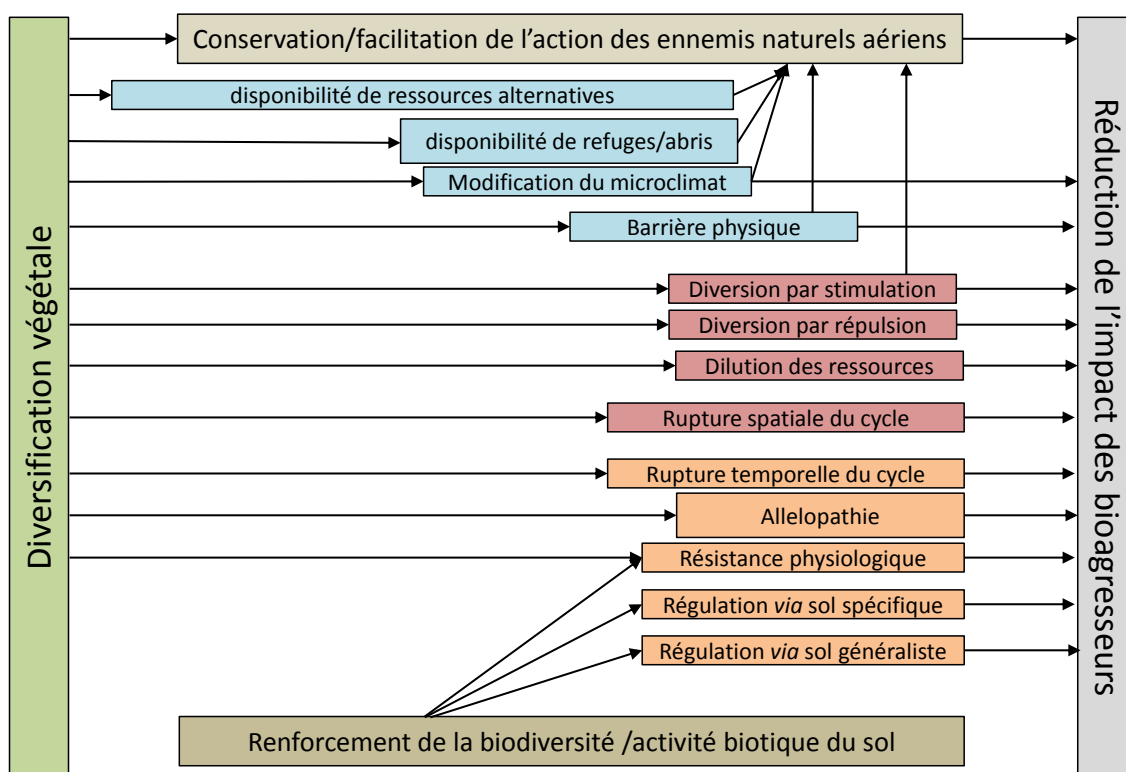 Diversification végétale
Conservation/facilitation de l'action des ennemis naturels aériens
disponibilité de ressources alternatives
disponibilité de refuges/abris
Modification du microclimat
Barrière physique
Diversion par stimulation
Diversion par répulsion
Dilution des ressources
Rupture spatiale du cycle
Rupture temporelle du cycle
Allelopathie
Résistance physiologique
Régulation via sol spécifique
Régulation via sol généraliste
Renforcement de la biodiversité /activité biotique du sol
Réduction de l'impact des bioagresseurs